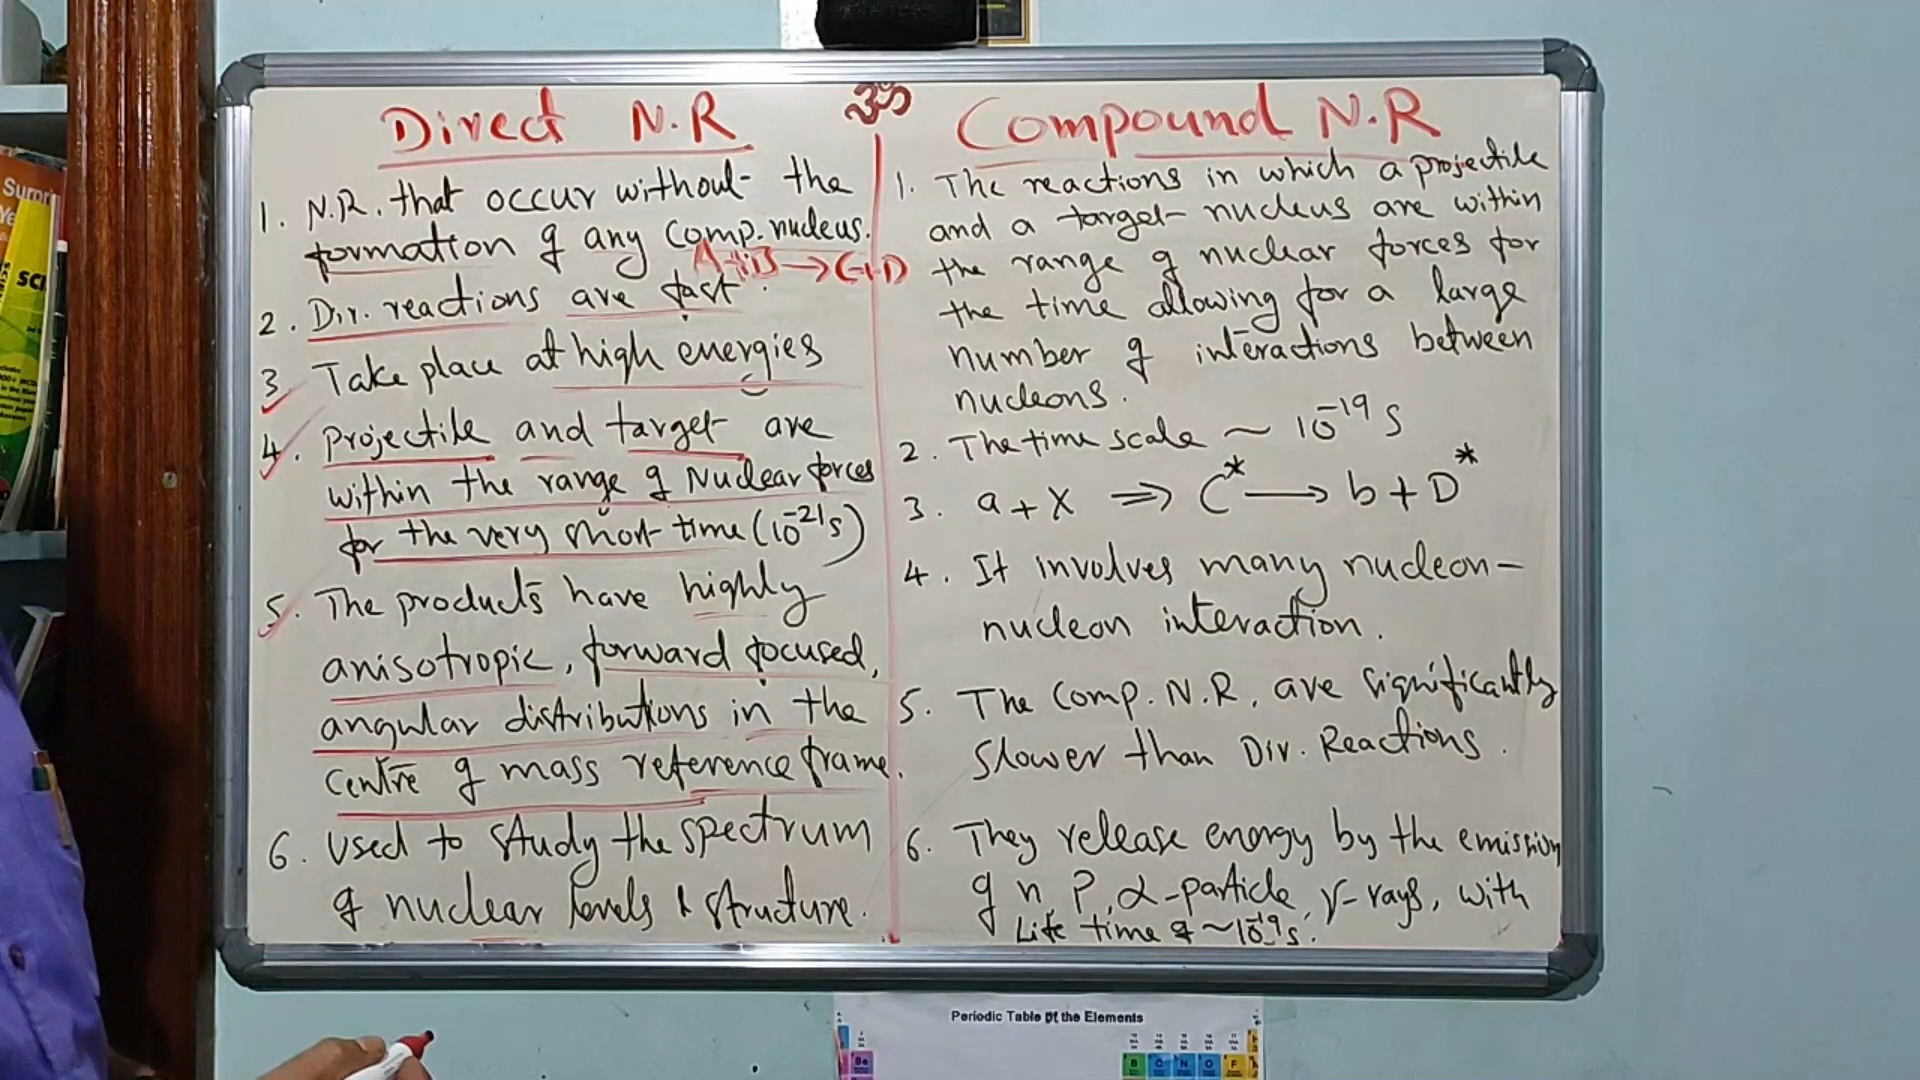 ॐ
Direct N.R
1. N.R. that occur without the
formation of any Comp. nucleus.
A+B → C+D
2. Dir. reactions are fast.
3 Take place at high energies
4. Projectile and target are
within the range of Nuclear forces
for the very short time (10⁻²¹s)
5. The products have highly
anisotropic, forward focused,
angular distributions in the
Centre of mass reference frame.
6. Used to study the spectrum
of nuclear levels & structure.
Compound N.R
1. The reactions in which a projectile
and a target nucleus are within
the range of nuclear forces for
the time allowing for a large
number of interactions between
nucleons.
2. The time scale ~ 10⁻¹⁹ S
3. a + X ⇒ C* → b + D*
4. It involves many nucleon-
nucleon interaction.
5. The Comp. N.R. are significantly
slower than Dir. Reactions.
6. They release energy by the emission
of n, P, α-particle, γ-rays, with
Life time of ~10⁻¹⁹s.
Surpri
Ye
SCI
Periodic Table of the Elements
Be
B C N O F